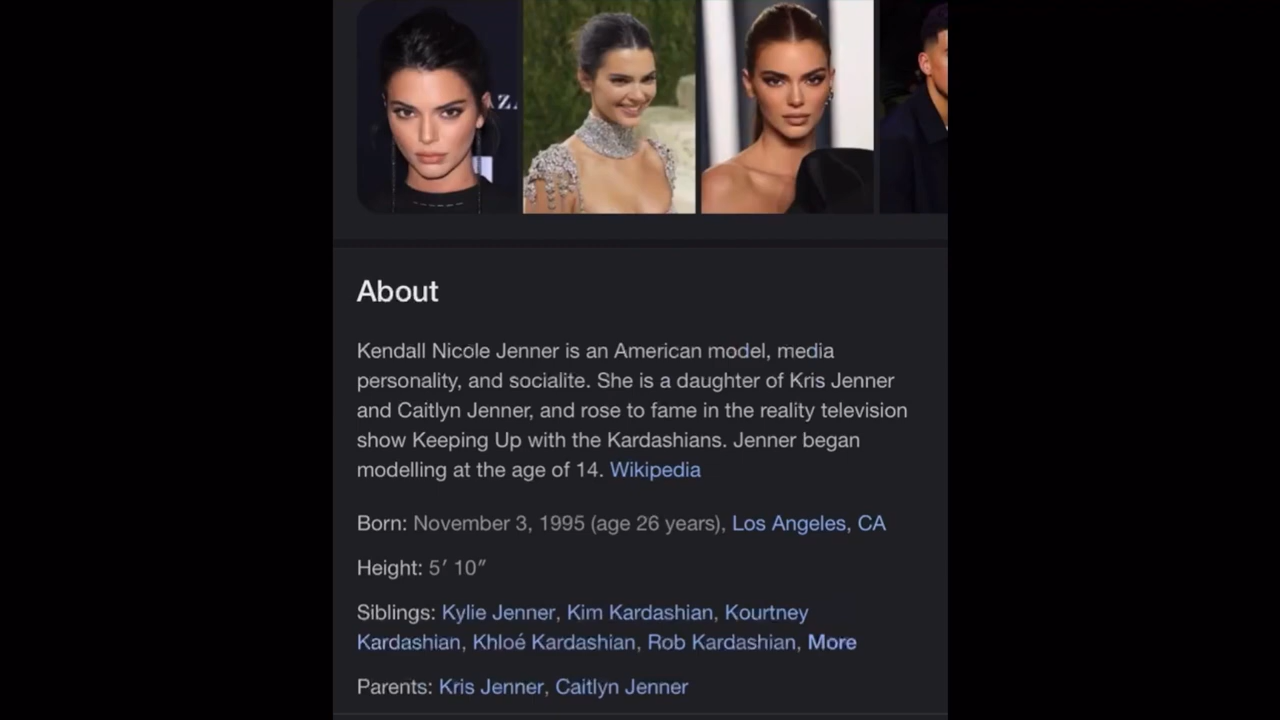 AZA
About
Kendall Nicole Jenner is an American model, media
personality, and socialite. She is a daughter of Kris Jenner
and Caitlyn Jenner, and rose to fame in the reality television
show Keeping Up with the Kardashians. Jenner began
modelling at the age of 14. Wikipedia
Born: November 3, 1995 (age 26 years), Los Angeles, CA
Height: 5′ 10″
Siblings: Kylie Jenner, Kim Kardashian, Kourtney
Kardashian, Khloé Kardashian, Rob Kardashian, More
Parents: Kris Jenner, Caitlyn Jenner